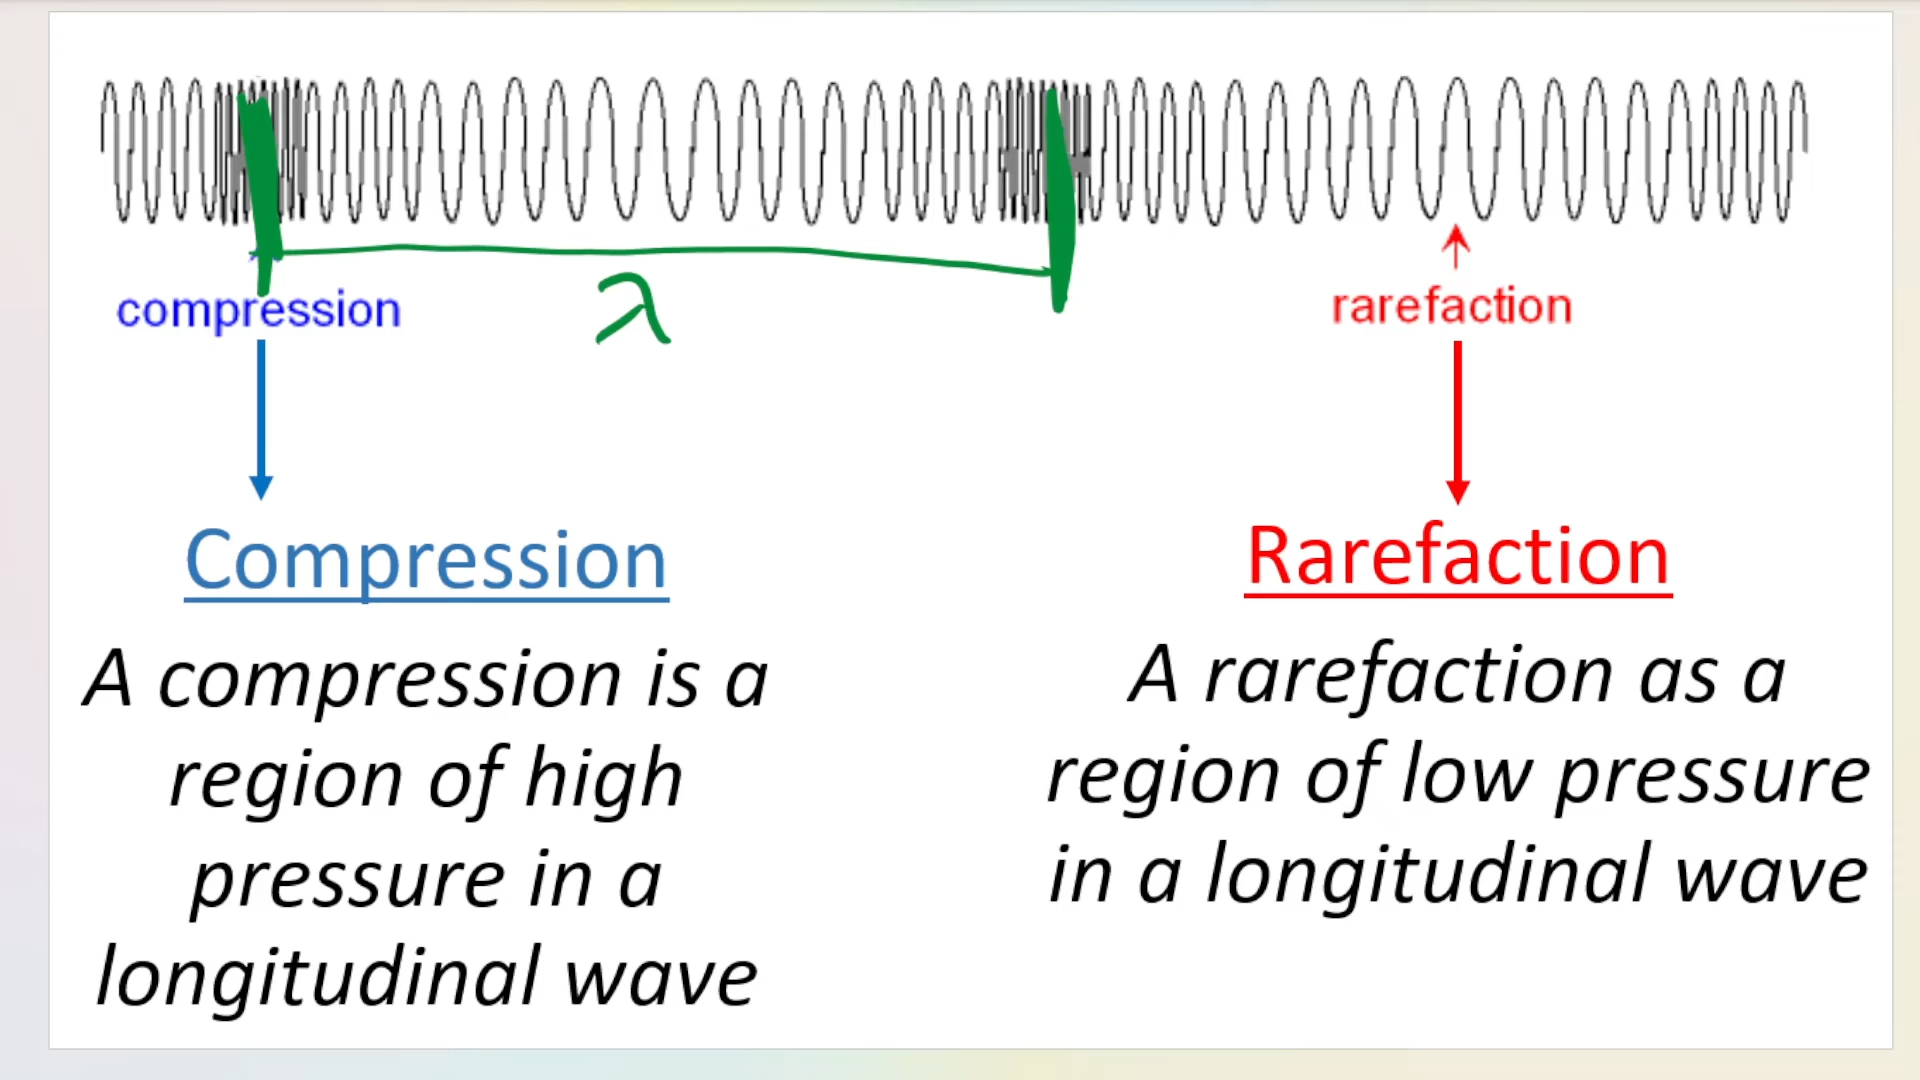 λ
compression
rarefaction
Compression
A compression is a
region of high
pressure in a
longitudinal wave
Rarefaction
A rarefaction as a
region of low pressure
in a longitudinal wave